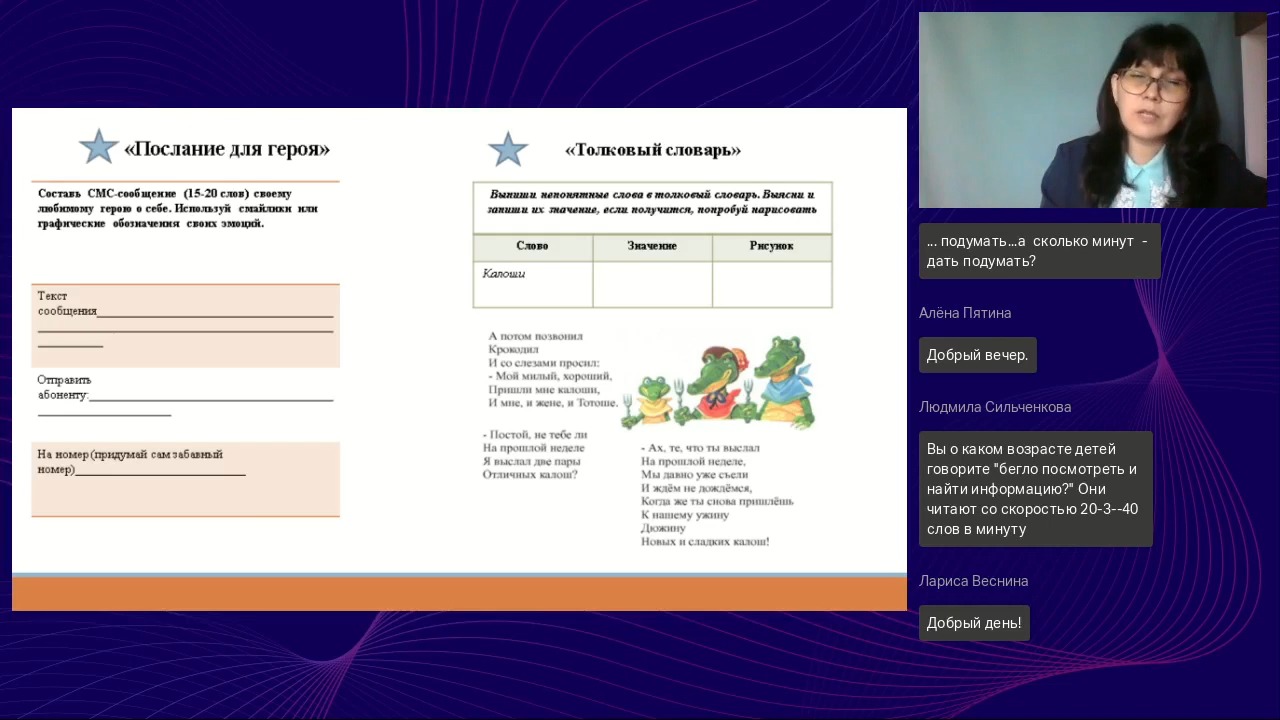 «Послание для героя»
Составь СМС-сообщение (15-20 слов) своему
любимому герою о себе. Используй смайлики или
графические обозначения своих эмоций.
Текст
сообщения
Отправить
абоненту:
На номер (придумай сам забавный
номер)
«Толковый словарь»
Выпиши непонятные слова в толковый словарь. Выясни и
запиши их значение, если получится, попробуй нарисовать
Слово Значение Рисунок
Калоши
А потом позвонил
Крокодил
И со слезами просил:
- Мой милый, хороший,
Пришли мне калоши,
И мне, и жене, и Тотоше.
- Постой, не тебе ли
На прошлой неделе
Я выслал две пары
Отличных калош?
- Ах, те, что ты выслал
На прошлой неделе,
Мы давно уже съели
И ждём не дождёмся,
Когда же ты снова пришлёшь
К нашему ужину
Дюжину
Новых и сладких калош!
... подумать...а сколько минут -
дать подумать?
Алёна Пятина
Добрый вечер.
Людмила Сильченкова
Вы о каком возрасте детей
говорите "бегло посмотреть и
найти информацию?" Они
читают со скоростью 20-3--40
слов в минуту
Лариса Веснина
Добрый день!